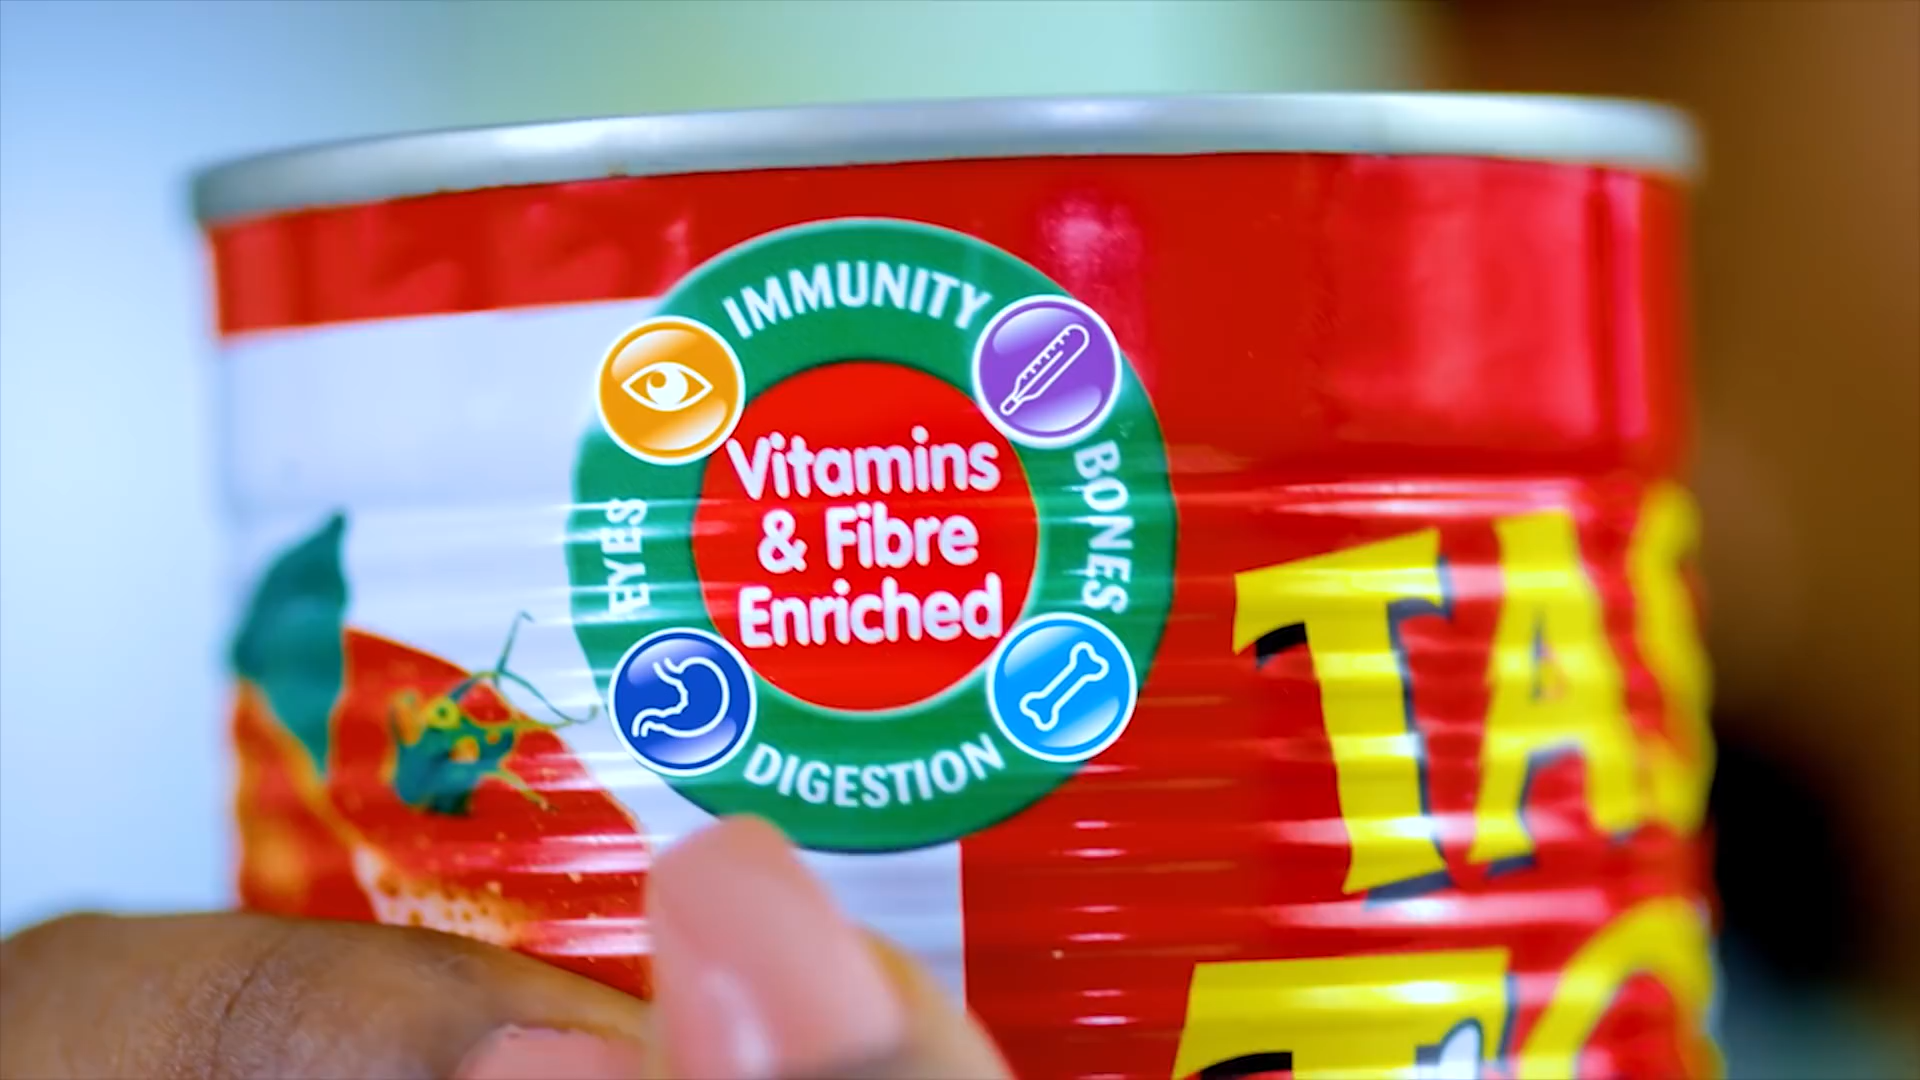 IMMUNITY
BONES
EYES
Vitamins
& Fibre
Enriched
DIGESTION